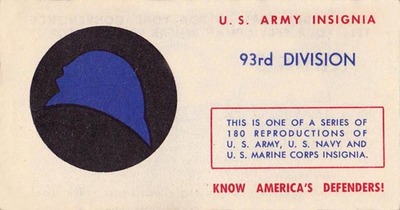 U. S. ARMY INSIGNIA
93rd DIVISION
THIS IS ONE OF A SERIES OF
180 REPRODUCTIONS OF
U. S. ARMY, U. S. NAVY AND
U. S. MARINE CORPS INSIGNIA.
KNOW AMERICA'S DEFENDERS!